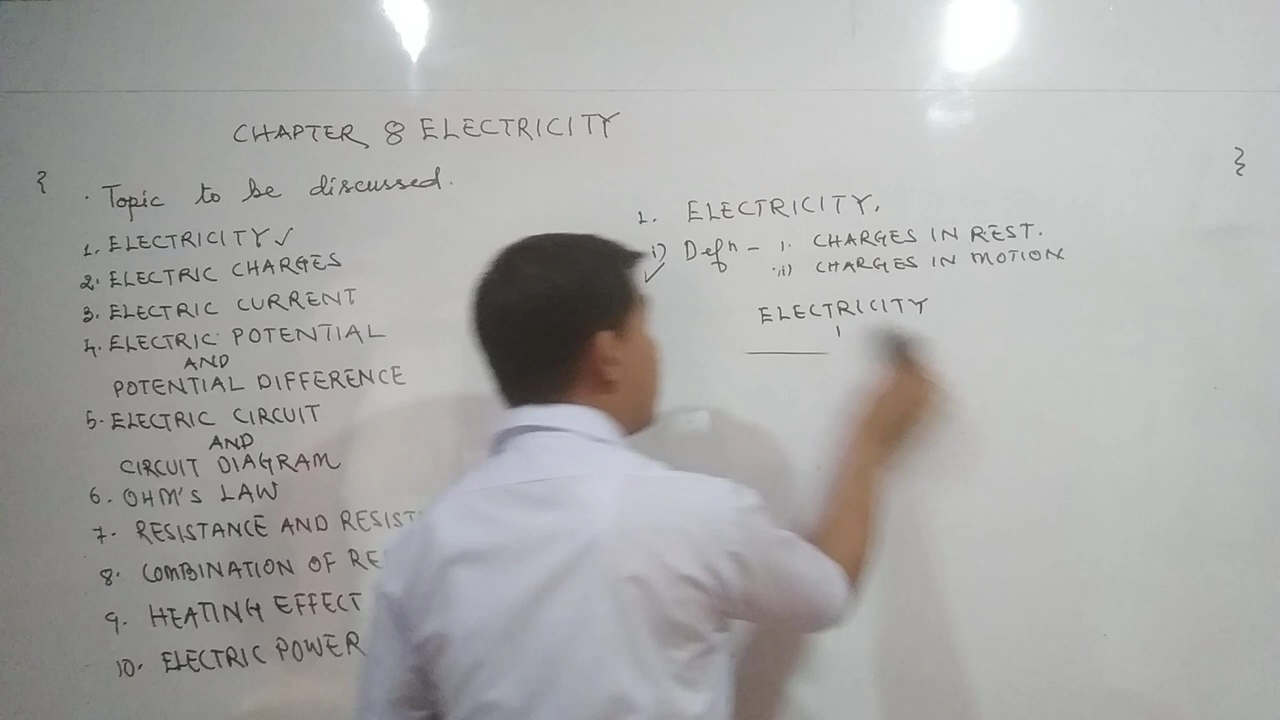 CHAPTER 8 ELECTRICITY
{ }
· Topic to be discussed.
1. ELECTRICITY ✓
2. ELECTRIC CHARGES
3. ELECTRIC CURRENT
4. ELECTRIC POTENTIAL
AND
POTENTIAL DIFFERENCE
5. ELECTRIC CIRCUIT
AND
CIRCUIT DIAGRAM
6. OHM'S LAW
7. RESISTANCE AND
8. COMBINATION OF
9. HEATING EFFECT
10. ELECTRIC POWER
1. ELECTRICITY.
i) Defⁿ - i. CHARGES IN REST.
✓ ii) CHARGES IN MOTION
ELECTRICITY